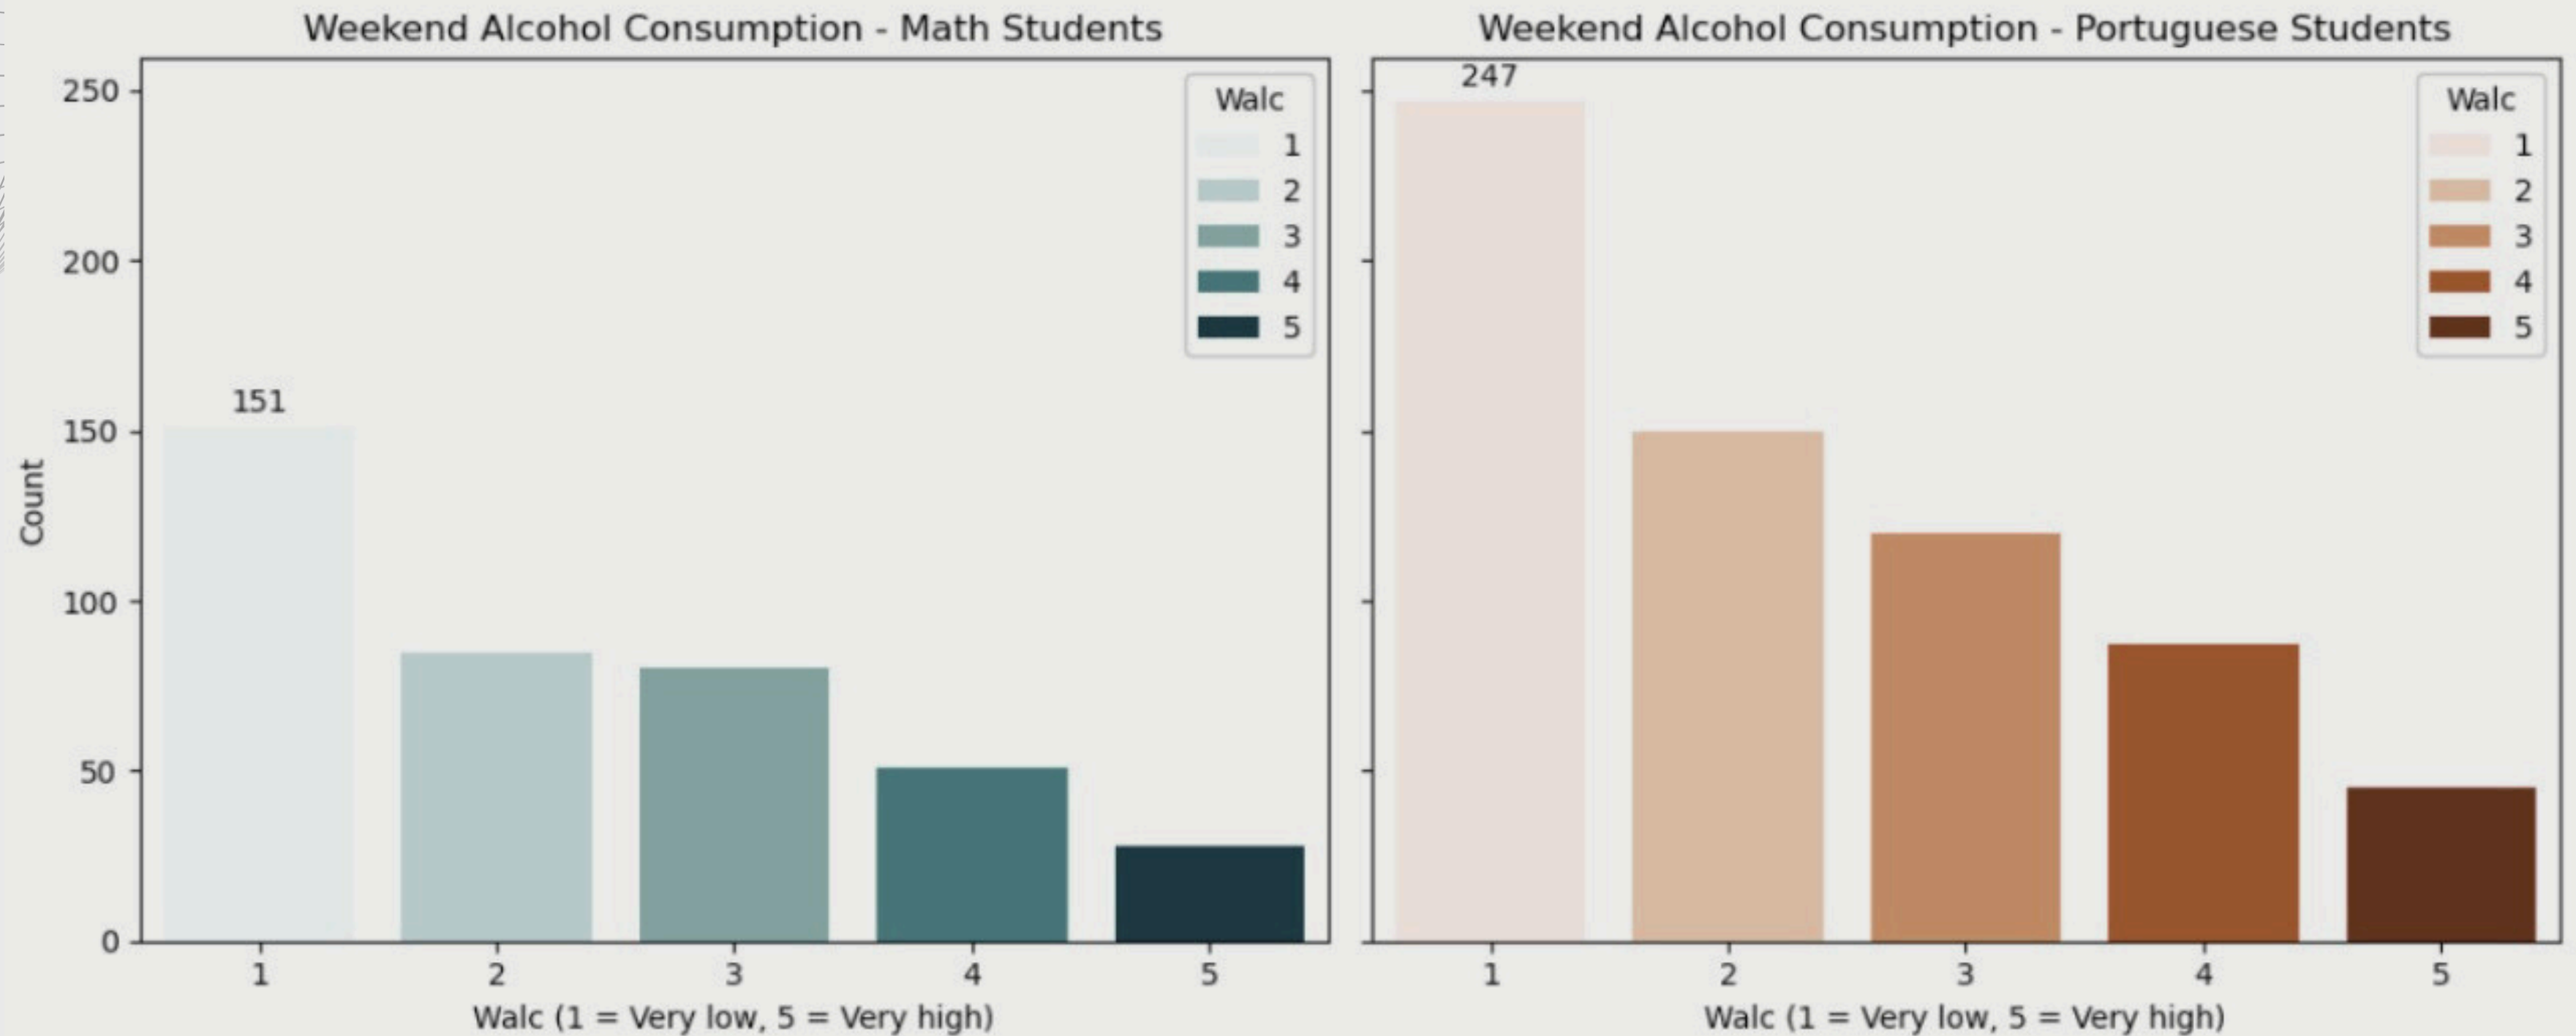 Weekend Alcohol Consumption - Math Students
Count
250
200
150
100
50
0
151
Walc
1
2
3
4
5
1 2 3 4 5
Walc (1 = Very low, 5 = Very high)
Weekend Alcohol Consumption - Portuguese Students
247
Walc
1
2
3
4
5
1 2 3 4 5
Walc (1 = Very low, 5 = Very high)